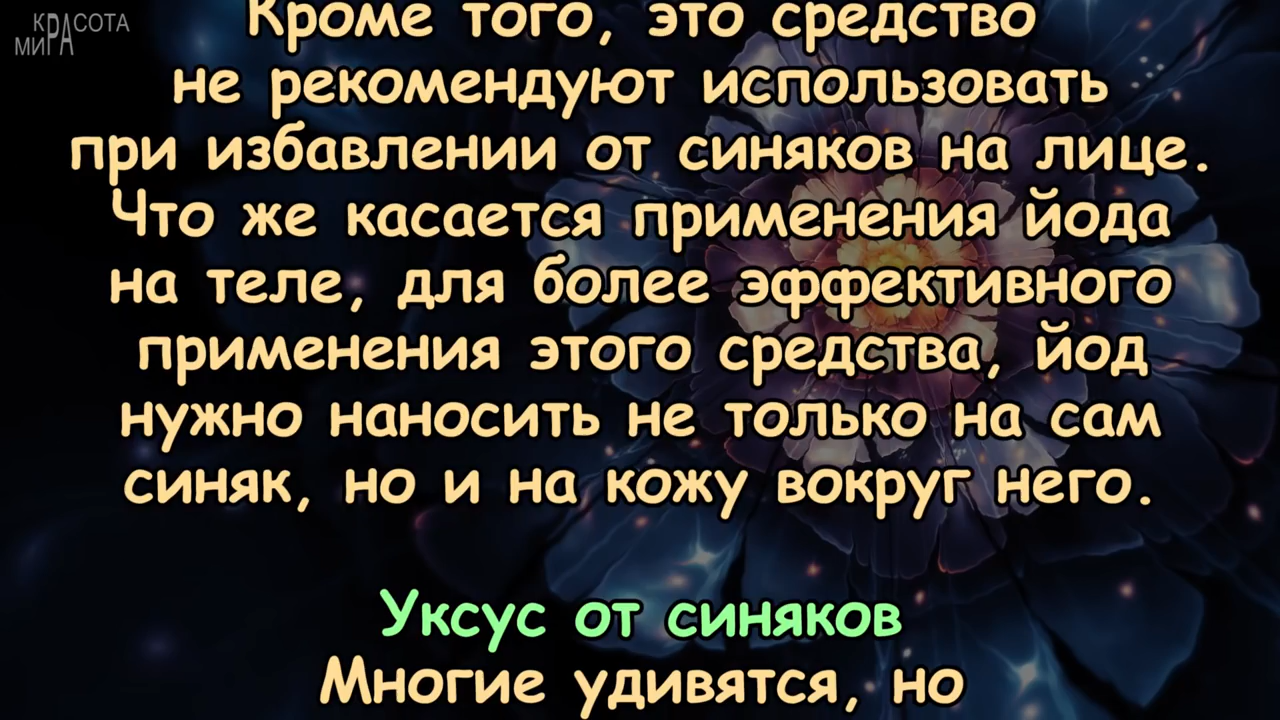 КРАСОТА
МИРА
Кроме того, это средство
не рекомендуют использовать
при избавлении от синяков на лице.
Что же касается применения йода
на теле, для более эффективного
применения этого средства, йод
нужно наносить не только на сам
синяк, но и на кожу вокруг него.
Уксус от синяков
Многие удивятся, но